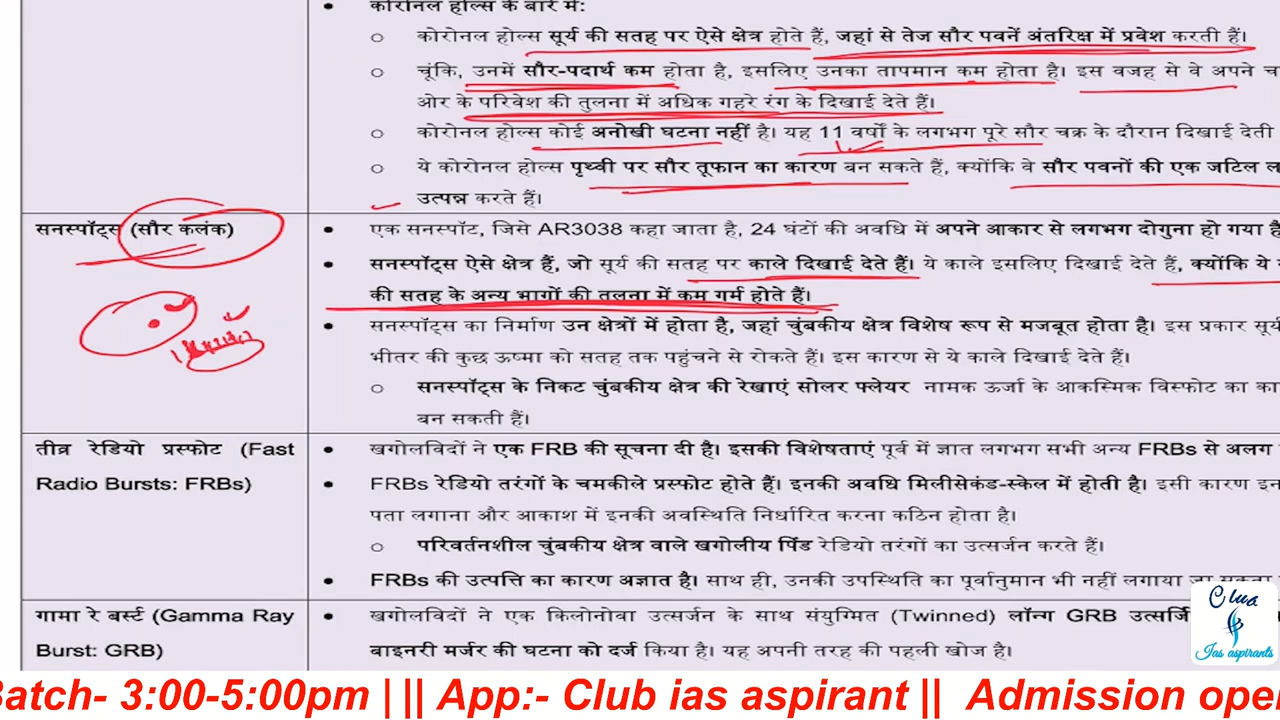 कोरोनल होल्स के बारे में:
कोरोनल होल्स सूर्य की सतह पर ऐसे क्षेत्र होते हैं, जहां से तेज सौर पवनें अंतरिक्ष में प्रवेश करती हैं।
चूंकि, उनमें सौर-पदार्थ कम होता है, इसलिए उनका तापमान कम होता है। इस वजह से वे अपने
ओर के परिवेश की तुलना में अधिक गहरे रंग के दिखाई देते हैं।
कोरोनल होल्स कोई अनोखी घटना नहीं है। यह 11 वर्षों के लगभग पूरे सौर चक्र के दौरान दिखाई देती
ये कोरोनल होल्स पृथ्वी पर सौर तूफान का कारण बन सकते हैं, क्योंकि वे सौर पवनों की एक जटिल
उत्पन्न करते हैं।
सनस्पॉट्स (सौर कलंक)
एक सनस्पॉट, जिसे AR3038 कहा जाता है, 24 घंटों की अवधि में अपने आकार से लगभग दोगुना हो गया है
सनस्पॉट्स ऐसे क्षेत्र हैं, जो सूर्य की सतह पर काले दिखाई देते हैं। ये काले इसलिए दिखाई देते हैं, क्योंकि ये
की सतह के अन्य भागों की तुलना में कम गर्म होते हैं।
सनस्पॉट्स का निर्माण उन क्षेत्रों में होता है, जहां चुंबकीय क्षेत्र विशेष रूप से मजबूत होता है। इस प्रकार
भीतर की कुछ ऊष्मा को सतह तक पहुंचने से रोकते हैं। इस कारण से ये काले दिखाई देते हैं।
सनस्पॉट्स के निकट चुंबकीय क्षेत्र की रेखाएं सोलर फ्लेयर नामक ऊर्जा के आकस्मिक विस्फोट का
बन सकती हैं।
तीव्र रेडियो प्रस्फोट (Fast
Radio Bursts: FRBs)
खगोलविदों ने एक FRB की सूचना दी है। इसकी विशेषताएं पूर्व में ज्ञात लगभग सभी अन्य FRBs से अलग
FRBs रेडियो तरंगों के चमकीले प्रस्फोट होते हैं। इनकी अवधि मिलीसेकंड-स्केल में होती है। इसी कारण
पता लगाना और आकाश में इनकी अवस्थिति निर्धारित करना कठिन होता है।
परिवर्तनशील चुंबकीय क्षेत्र वाले खगोलीय पिंड रेडियो तरंगों का उत्सर्जन करते हैं।
FRBs की उत्पत्ति का कारण अज्ञात है। साथ ही, उनकी उपस्थिति का पूर्वानुमान भी नहीं लगाया जा सकता
गामा रे बर्स्ट (Gamma Ray
Burst: GRB)
खगोलविदों ने एक किलोनोवा उत्सर्जन के साथ संयुग्मित (Twinned) लॉन्ग GRB
बाइनरी मर्जर की घटना को दर्ज किया है। यह अपनी तरह की पहली खोज है।
Clua
Ias aspirants
Batch- 3:00-5:00pm | || App:- Club ias aspirant || Admission open